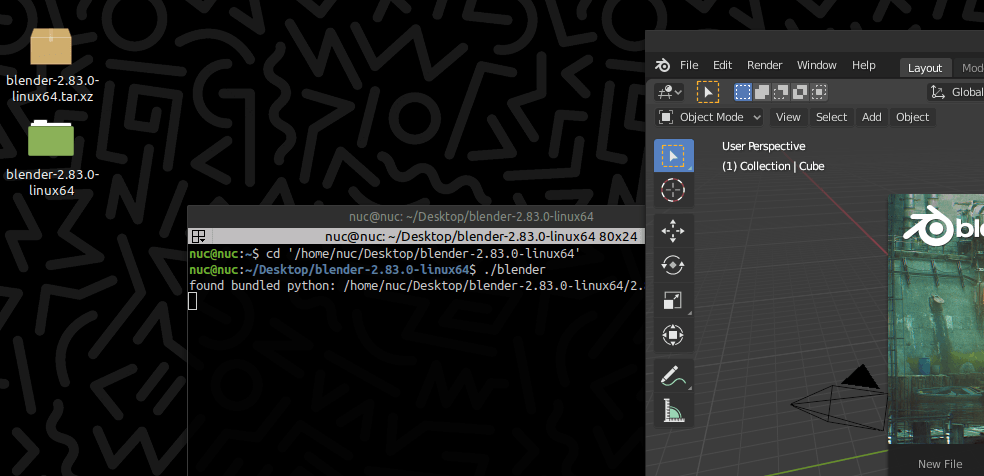 blender-2.83.0-
linux64.tar.xz
blender-2.83.0-
linux64
nuc@nuc: ~/Desktop/blender-2.83.0-linux64
nuc@nuc: ~/Desktop/blender-2.83.0-linux64 80x24
nuc@nuc:~$ cd '/home/nuc/Desktop/blender-2.83.0-linux64'
nuc@nuc:~/Desktop/blender-2.83.0-linux64$ ./blender
found bundled python: /home/nuc/Desktop/blender-2.83.0-linux64/2.
File Edit Render Window Help Layout Mod
Global
Object Mode View Select Add Object
User Perspective
(1) Collection | Cube
ble
New File